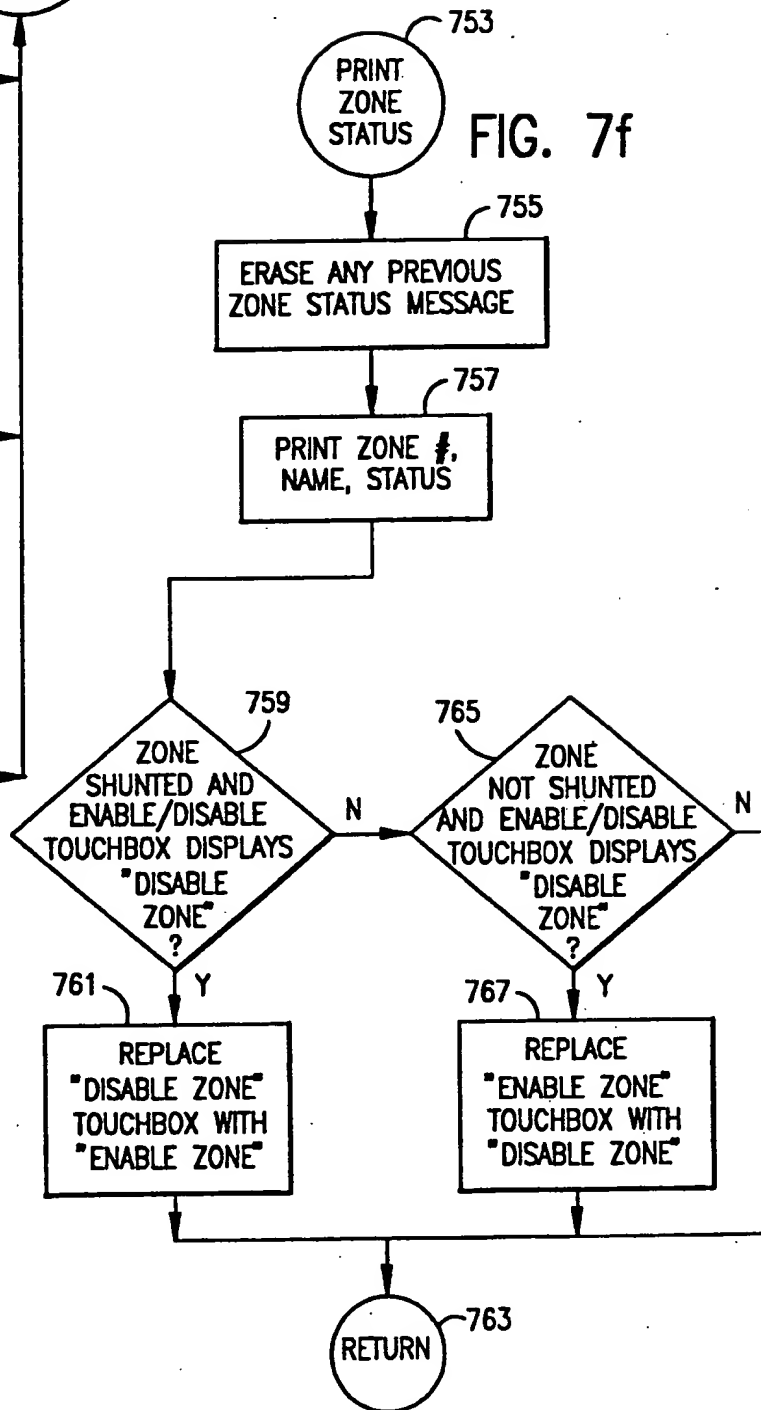 753
PRINT
ZONE
STATUS
FIG. 7f
755
ERASE ANY PREVIOUS
ZONE STATUS MESSAGE
757
PRINT ZONE #,
NAME, STATUS
759
ZONE
SHUNTED AND
ENABLE/DISABLE
TOUCHBOX DISPLAYS
"DISABLE
ZONE"
?
N
Y
765
ZONE
NOT SHUNTED
AND ENABLE/DISABLE
TOUCHBOX DISPLAYS
"DISABLE
ZONE"
?
N
Y
761
REPLACE
"DISABLE ZONE"
TOUCHBOX WITH
"ENABLE ZONE"
767
REPLACE
"ENABLE ZONE"
TOUCHBOX WITH
"DISABLE ZONE"
RETURN
763